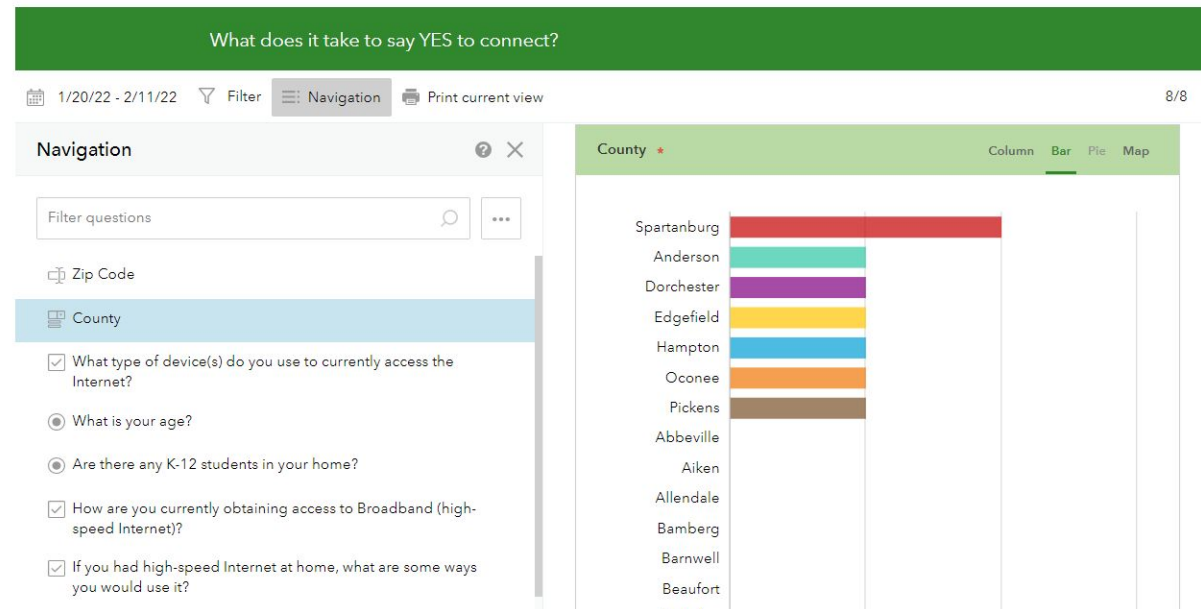 What does it take to say YES to connect?
1/20/22 - 2/11/22 Filter Navigation Print current view 8/8
Navigation
Filter questions
Zip Code
County
What type of device(s) do you use to currently access the
Internet?
What is your age?
Are there any K-12 students in your home?
How are you currently obtaining access to Broadband (high-
speed Internet)?
If you had high-speed Internet at home, what are some ways
you would use it?
County * Column Bar Pie Map
Spartanburg
Anderson
Dorchester
Edgefield
Hampton
Oconee
Pickens
Abbeville
Aiken
Allendale
Bamberg
Barnwell
Beaufort